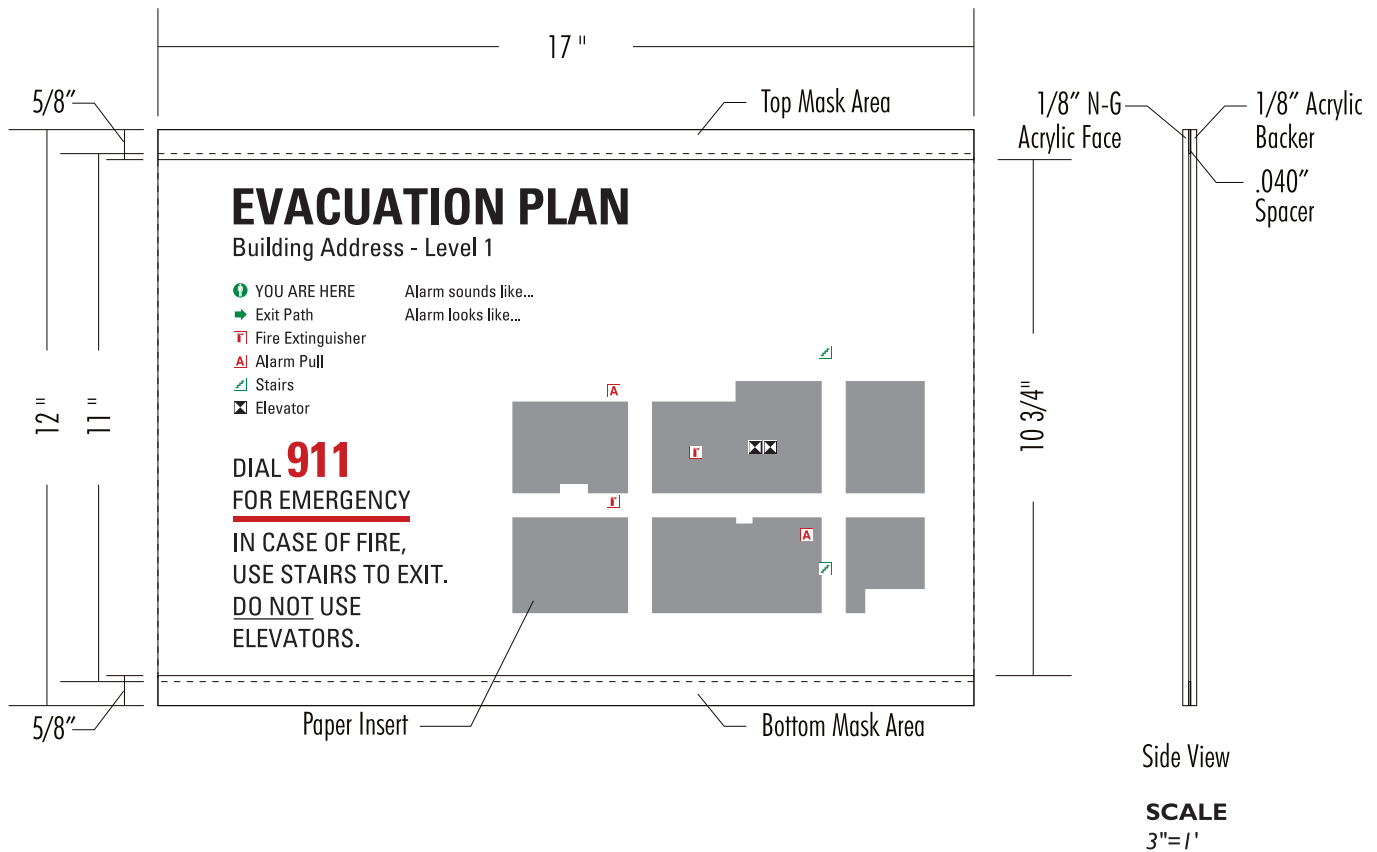 17 "
5/8"
Top Mask Area
1/8" N-G
Acrylic Face
1/8" Acrylic
Backer
.040"
Spacer
EVACUATION PLAN
Building Address - Level 1
YOU ARE HERE
Alarm sounds like...
Exit Path
Alarm looks like...
Fire Extinguisher
A Alarm Pull
Stairs
Elevator
A
12 "
11 "
10 3/4"
DIAL 911
FOR EMERGENCY
IN CASE OF FIRE,
USE STAIRS TO EXIT.
DO NOT USE
ELEVATORS.
A
5/8"
Paper Insert
Bottom Mask Area
Side View
SCALE
3"=1'